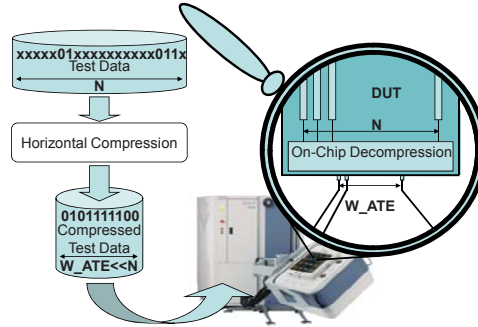 xxxxx01xxxxxxxxxx011x
Test Data
N
Horizontal Compression
0101111100
Compressed
Test Data
W_ATE<<N
DUT
N
On-Chip Decompression
W_ATE